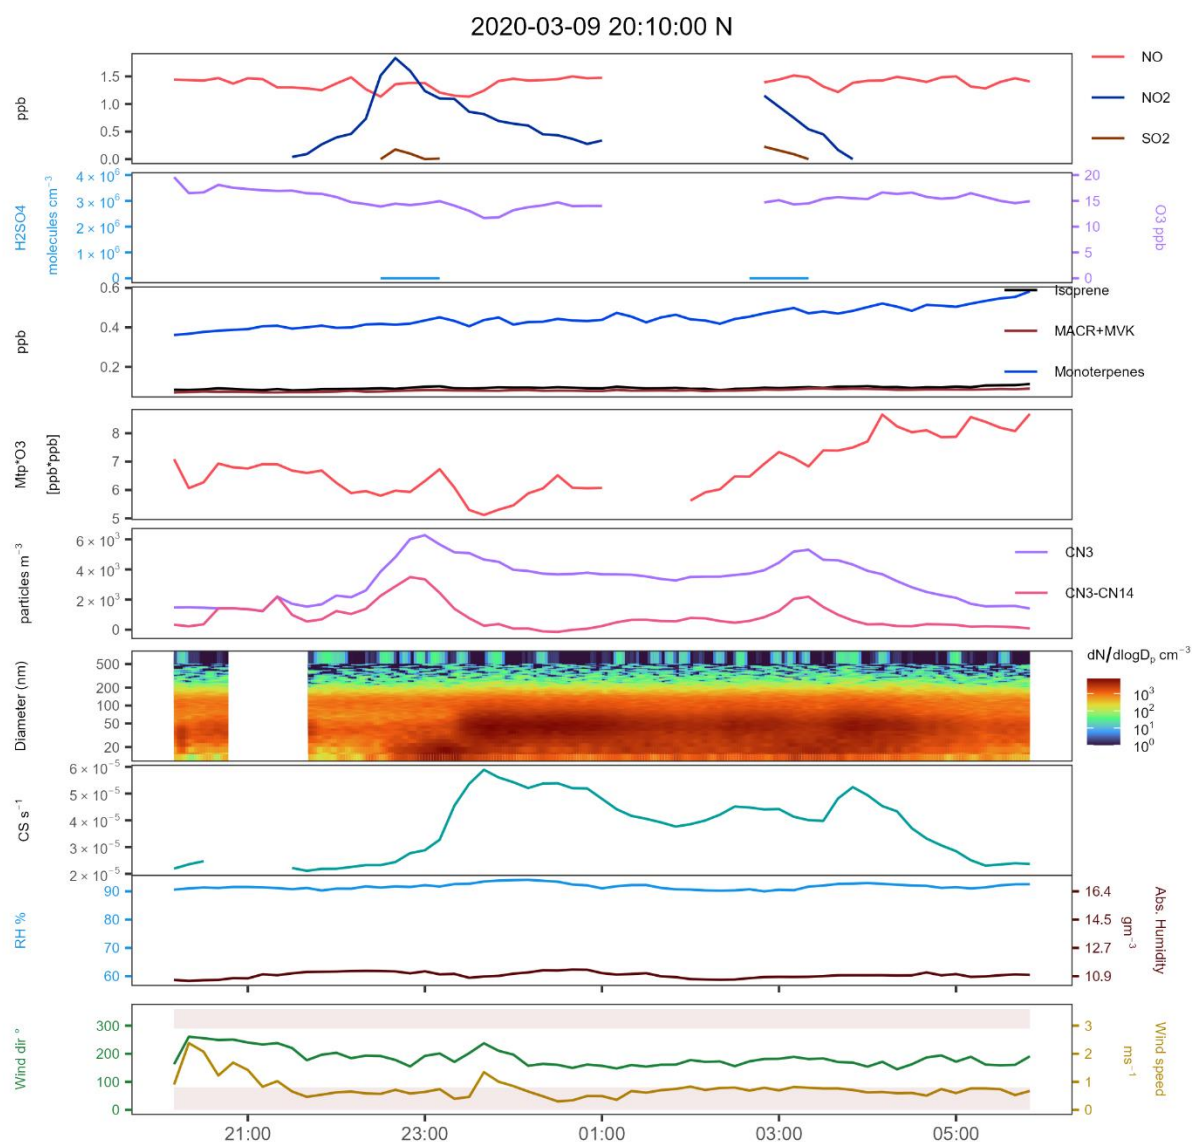 2020-03-09 20:10:00 N
ppb
1.5
1.0
0.5
0.0
NO
NO2
SO2
H2SO4
molecules cm⁻³
4 × 10⁶
3 × 10⁶
2 × 10⁶
1 × 10⁶
0
20
15
10
5
0
O3 ppb
ppb
0.6
0.4
0.2
Isoprene
MACR+MVK
Monoterpenes
Mtp*O3
[ppb*ppb]
8
7
6
5
particles m⁻³
6 × 10³
4 × 10³
2 × 10³
0
CN3
CN3-CN14
Diameter (nm)
500
200
100
50
20
dN/dlogDₚ cm⁻³
10³
10²
10¹
10⁰
CS s⁻¹
6 × 10⁻⁵
5 × 10⁻⁵
4 × 10⁻⁵
3 × 10⁻⁵
2 × 10⁻⁵
RH %
90
80
70
60
16.4
14.5
12.7
10.9
gm⁻³
Abs. Humidity
Wind dir °
300
200
100
0
3
2
1
0
ms⁻¹
Wind speed
21:00 23:00 01:00 03:00 05:00